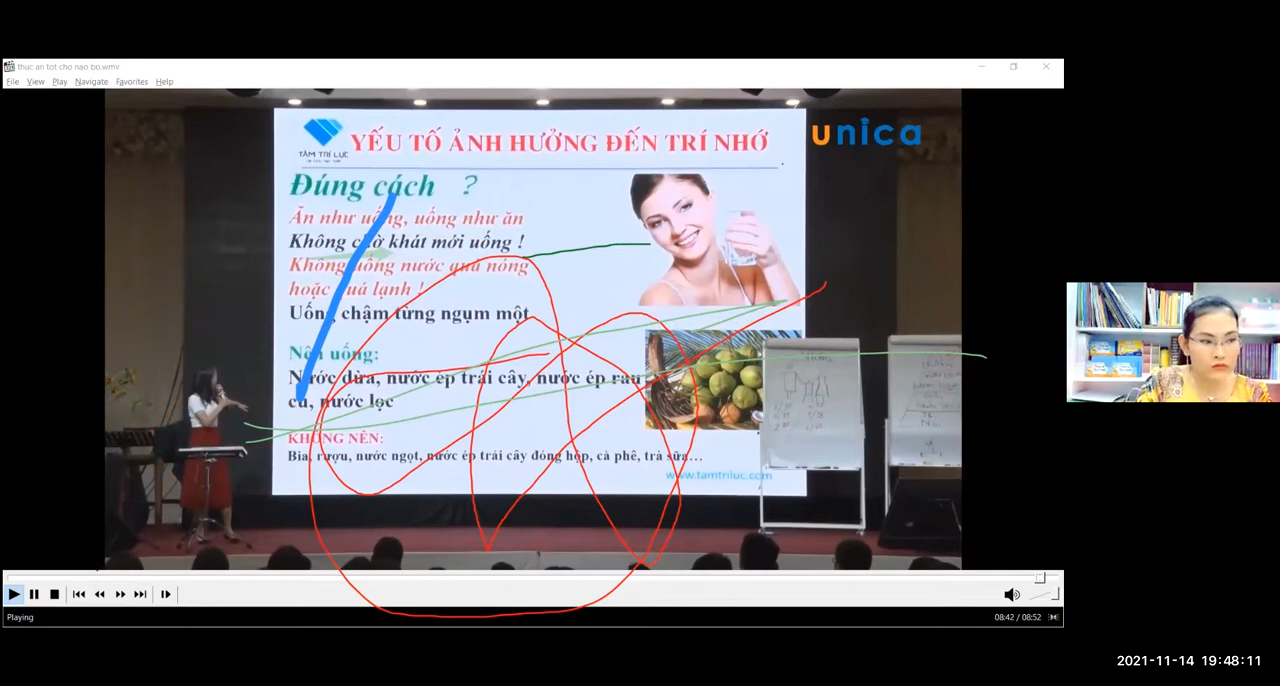 thuc an tot cho nao bo.wmv
File View Play Navigate Favorites Help
unica
TÂM TRÍ LỰC
YẾU TỐ ẢNH HƯỞNG ĐẾN TRÍ NHỚ
Đúng cách ?
Ăn như uống, uống như ăn
Không chờ khát mới uống !
Không uống nước quá nóng
hoặc quá lạnh !
Uống chậm từng ngụm một
Nên uống:
Nước dừa, nước ép trái cây, nước ép rau
củ, nước lọc
KHÔNG NÊN:
Bia, rượu, nước ngọt, nước ép trái cây đóng hộp, cà phê, trà sữa...
www.tamtriluc.com
Playing
08:42 / 08:52
2021-11-14 19:48:11